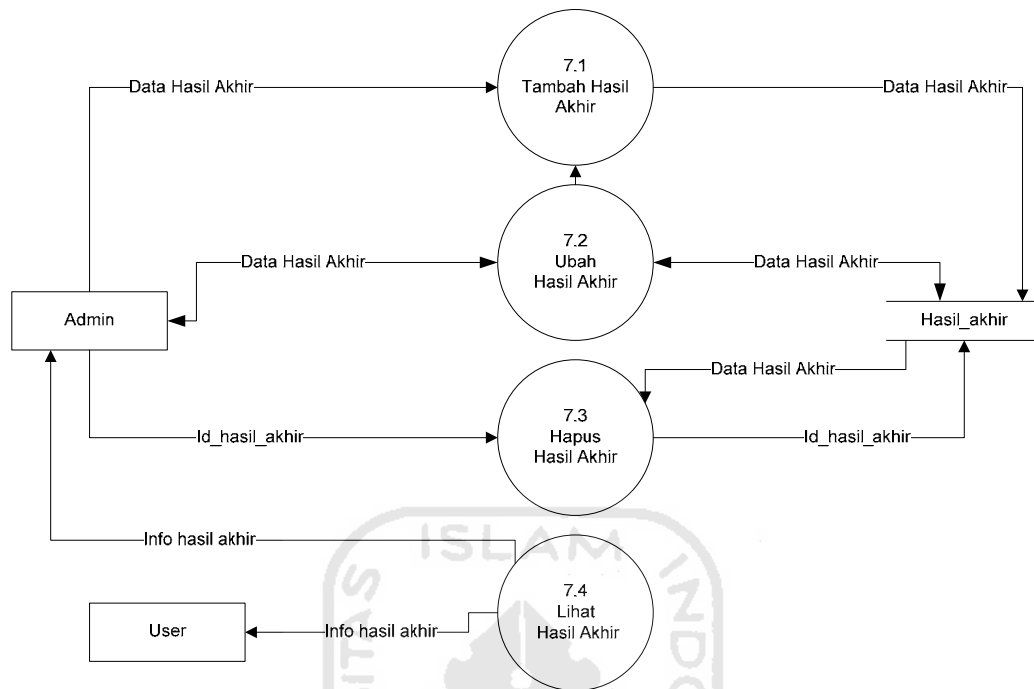 7.1
Tambah Hasil
Akhir
Data Hasil Akhir
Data Hasil Akhir
7.2
Ubah
Hasil Akhir
Data Hasil Akhir
Data Hasil Akhir
Admin
Hasil_akhir
Data Hasil Akhir
7.3
Hapus
Hasil Akhir
Id_hasil_akhir
Id_hasil_akhir
Info hasil akhir
ISLAM
7.4
Lihat
Hasil Akhir
User
Info hasil akhir
ITAS
INDO